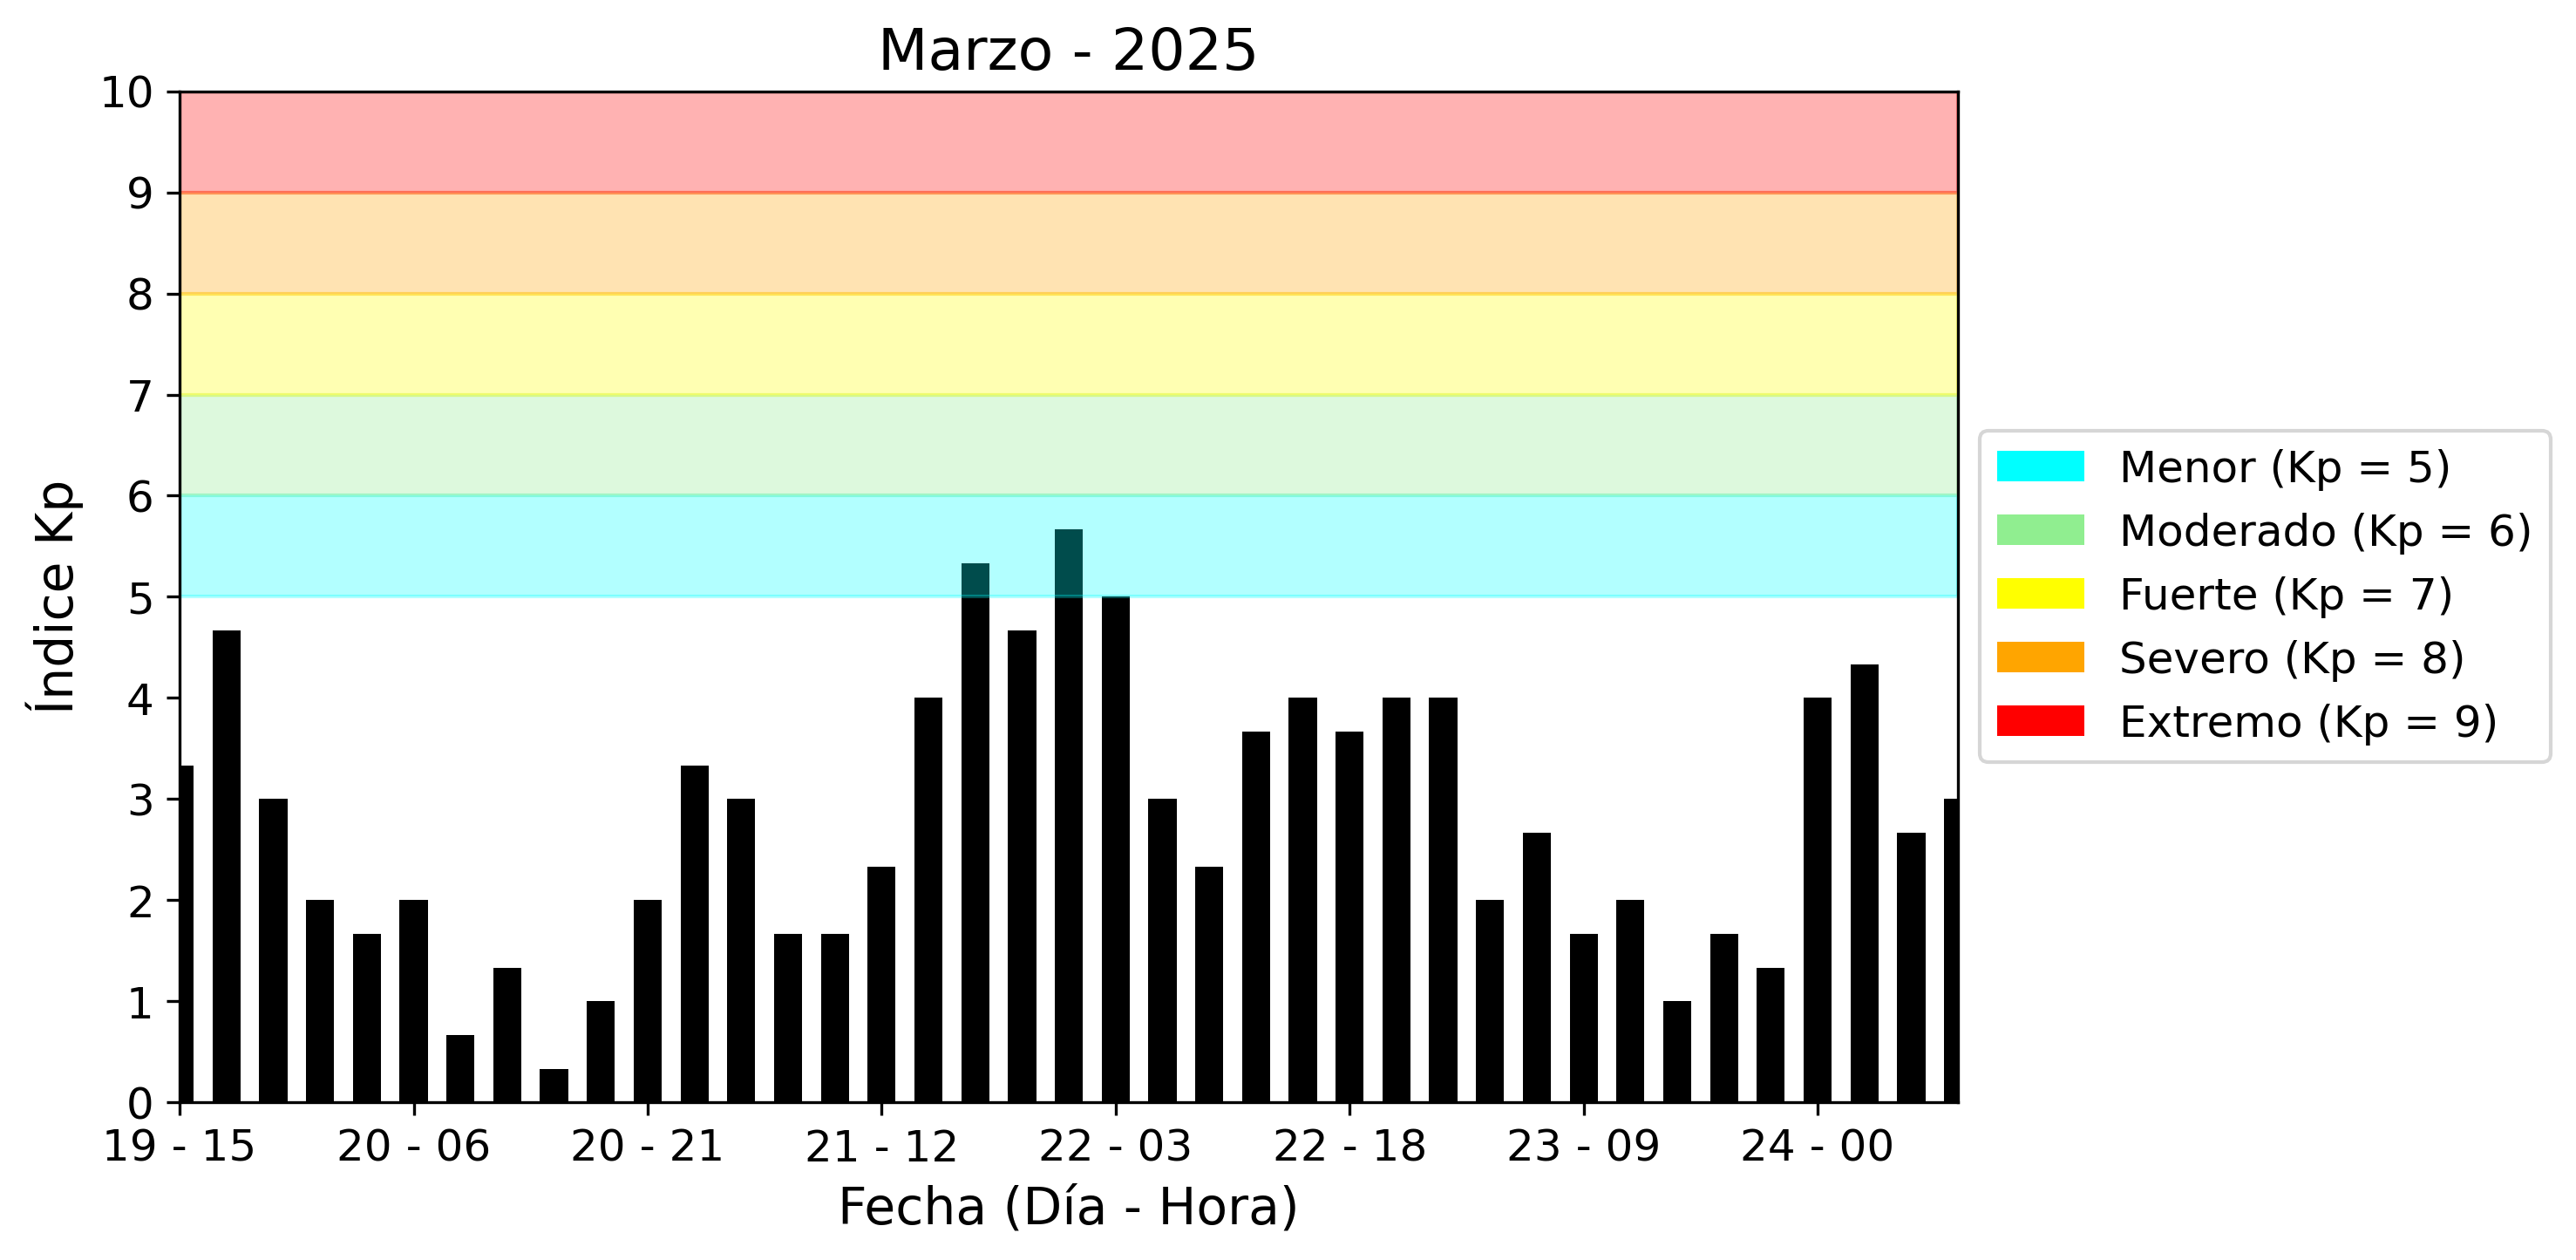 Marzo - 2025
10
9
8
7
6
5
4
3
2
1
0
Índice Kp
19 - 15
20 - 06
20 - 21
21 - 12
22 - 03
22 - 18
23 - 09
24 - 00
Fecha (Día - Hora)
Menor (Kp = 5)
Moderado (Kp = 6)
Fuerte (Kp = 7)
Severo (Kp = 8)
Extremo (Kp = 9)